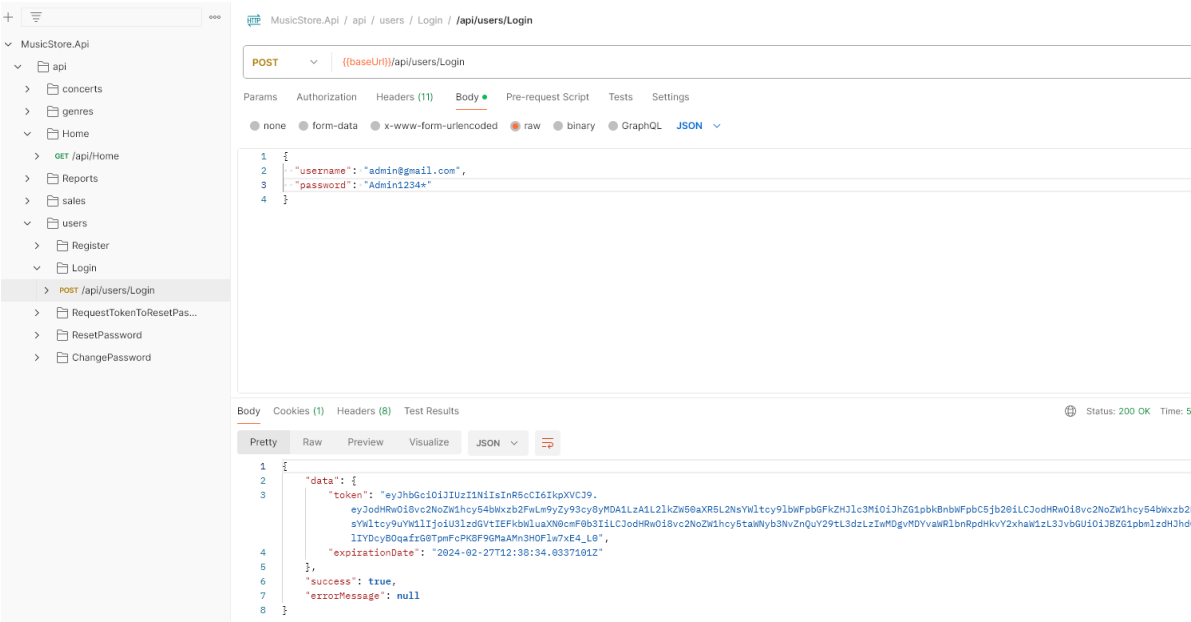 MusicStore.Api
api
concerts
genres
Home
GET /api/Home
Reports
sales
users
Register
Login
POST /api/users/Login
RequestTokenToResetPas...
ResetPassword
ChangePassword
HTTP MusicStore.Api / api / users / Login / /api/users/Login
POST {{baseUrl}}/api/users/Login
Params Authorization Headers (11) Body Pre-request Script Tests Settings
none form-data x-www-form-urlencoded raw binary GraphQL JSON
1 {
2 "username": "admin@gmail.com",
3 "password": "Admin1234*"
4 }
Body Cookies (1) Headers (8) Test Results Status: 200 OK Time: 5
Pretty Raw Preview Visualize JSON
1 {
2 "data": {
3 "token": "eyJhbGciOiJIUzI1NiIsInR5cCI6IkpXVCJ9.
4 "expirationDate": "2024-02-27T12:38:34.0337101Z"
5 },
6 "success": true,
7 "errorMessage": null
8 }